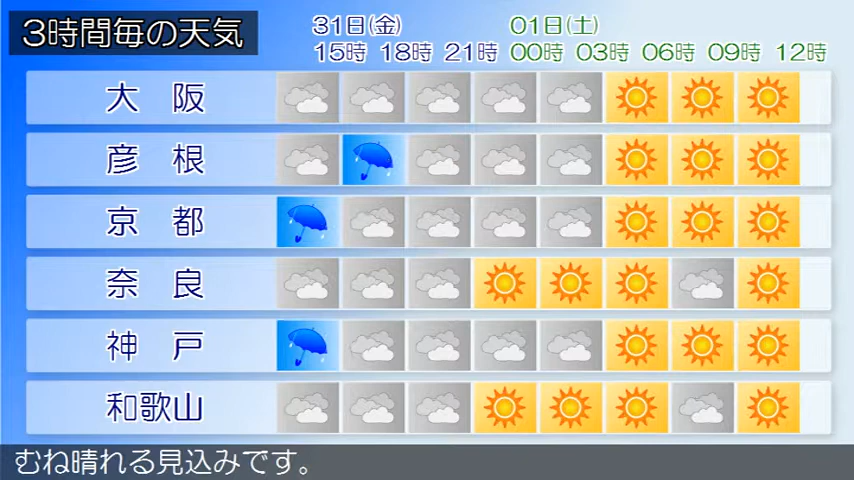 3時間毎の天気
31日(金) 01日(土)
15時 18時 21時 00時 03時 06時 09時 12時
大 阪
彦 根
京 都
奈 良
神 戸
和歌山
むね晴れる見込みです。